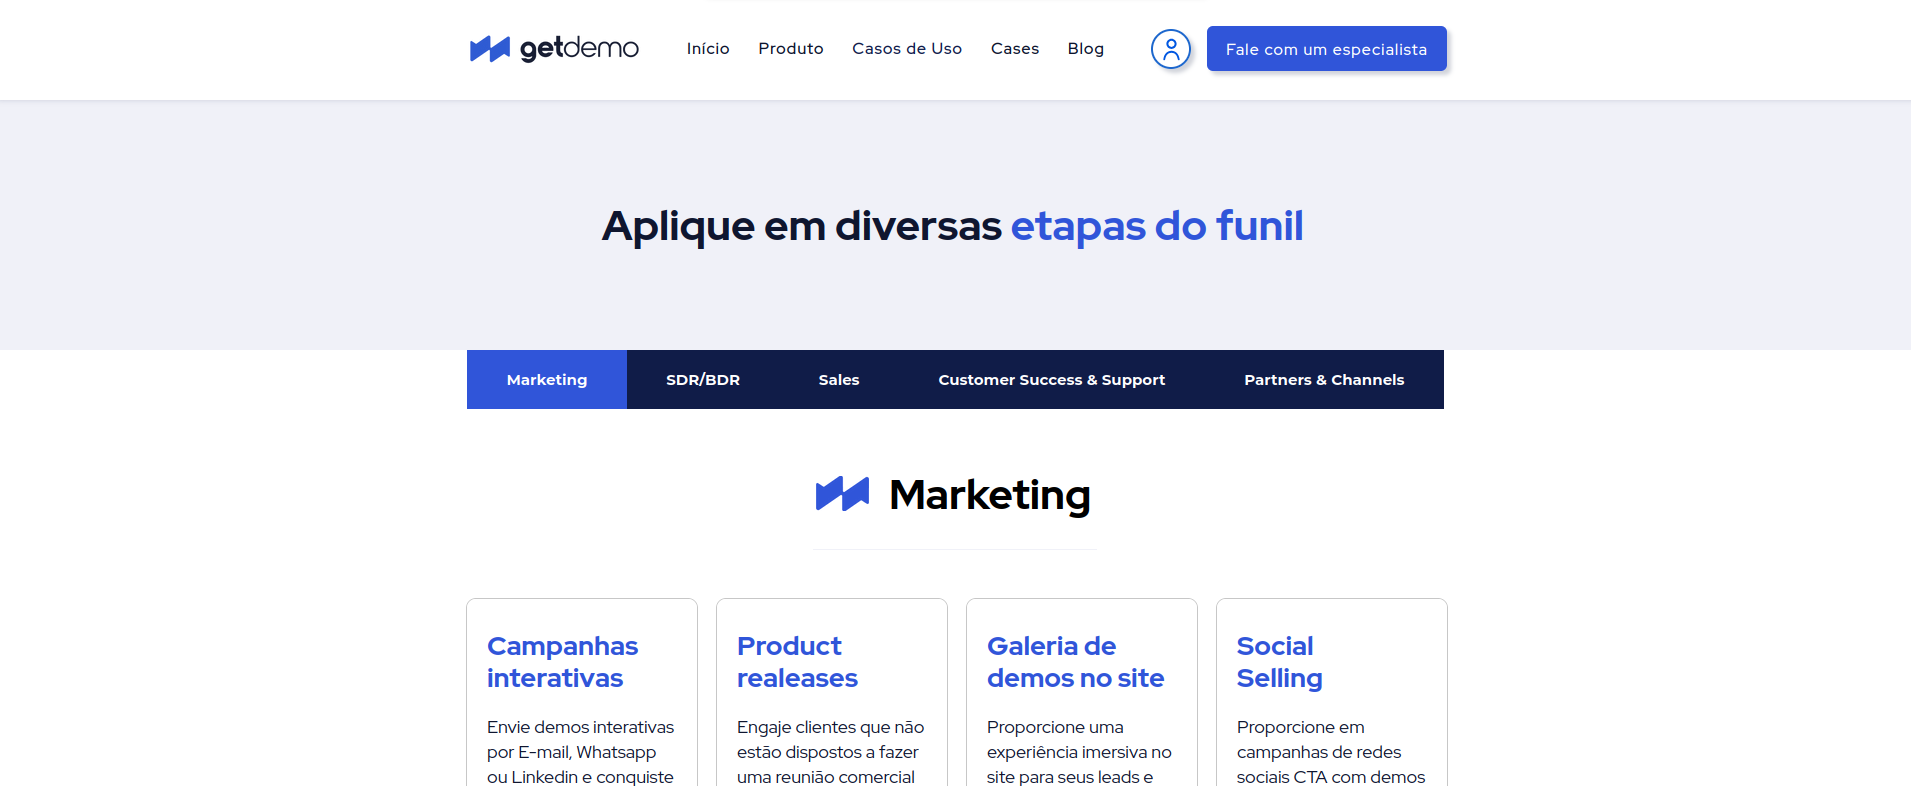 getdemo
Início Produto Casos de Uso Cases Blog
Fale com um especialista
Aplique em diversas etapas do funil
Marketing SDR/BDR Sales Customer Success & Support Partners & Channels
Marketing
Campanhas
interativas
Envie demos interativas
por E-mail, Whatsapp
ou Linkedin e conquiste
Product
realeases
Engaje clientes que não
estão dispostos a fazer
uma reunião comercial
Galeria de
demos no site
Proporcione uma
experiência imersiva no
site para seus leads e
Social
Selling
Proporcione em
campanhas de redes
sociais CTA com demos